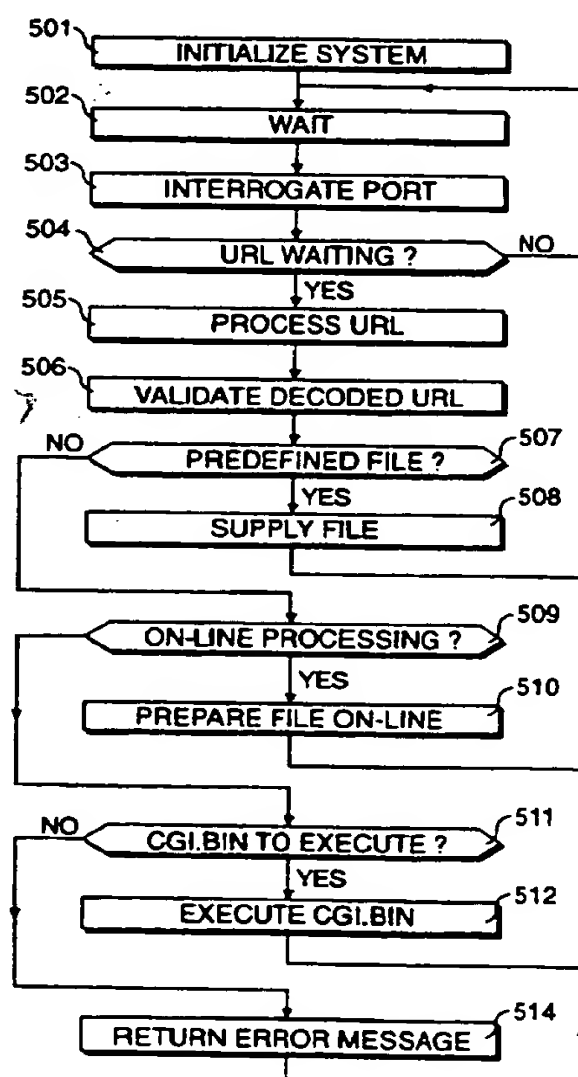 501
INITIALIZE SYSTEM
502
WAIT
503
INTERROGATE PORT
504
URL WAITING ?
NO
YES
505
PROCESS URL
506
VALIDATE DECODED URL
NO
PREDEFINED FILE ?
507
YES
508
SUPPLY FILE
ON-LINE PROCESSING ?
509
YES
510
PREPARE FILE ON-LINE
NO
CGI.BIN TO EXECUTE ?
511
YES
512
EXECUTE CGI.BIN
514
RETURN ERROR MESSAGE